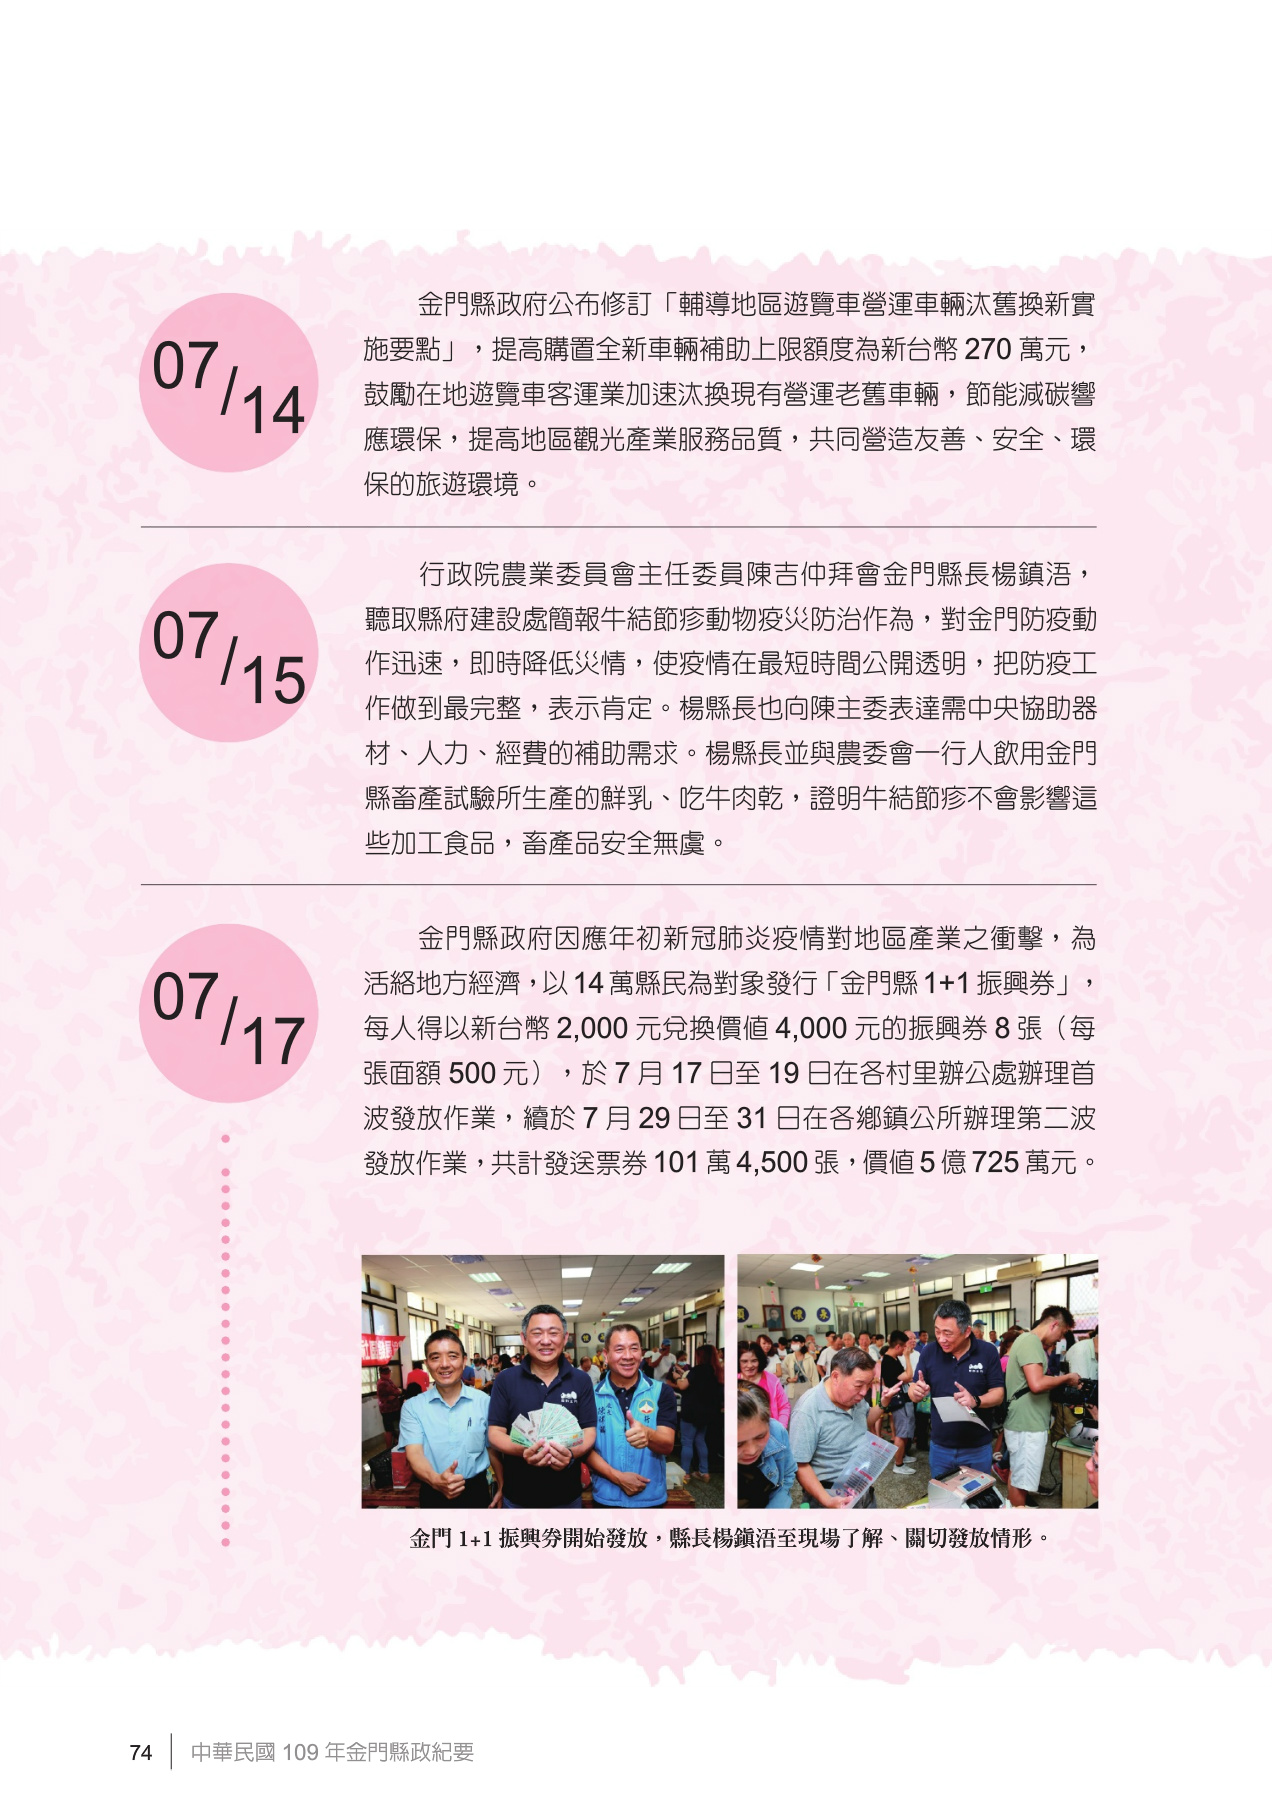 07/14
金門縣政府公布修訂「輔導地區遊覽車營運車輛汰舊換新實
施要點」，提高購置全新車輛補助上限額度為新台幣 270 萬元，
鼓勵在地遊覽車客運業加速汰換現有營運老舊車輛，節能減碳響
應環保，提高地區觀光產業服務品質，共同營造友善、安全、環
保的旅遊環境。
07/15
行政院農業委員會主任委員陳吉仲拜會金門縣長楊鎮浯，
聽取縣府建設處簡報牛結節疹動物疫災防治作為，對金門防疫動
作迅速，即時降低災情，使疫情在最短時間公開透明，把防疫工
作做到最完整，表示肯定。楊縣長也向陳主委表達需中央協助器
材、人力、經費的補助需求。楊縣長並與農委會一行人飲用金門
縣畜產試驗所生產的鮮乳、吃牛肉乾，證明牛結節疹不會影響這
些加工食品，畜產品安全無虞。
07/17
金門縣政府因應年初新冠肺炎疫情對地區產業之衝擊，為
活絡地方經濟，以 14 萬縣民為對象發行「金門縣 1+1 振興券」，
每人得以新台幣 2,000 元兌換價值 4,000 元的振興券 8 張（每
張面額 500 元），於 7 月 17 日至 19 日在各村里辦公處辦理首
波發放作業，續於 7 月 29 日至 31 日在各鄉鎮公所辦理第二波
發放作業，共計發送票券 101 萬 4,500 張，價值 5 億 725 萬元。
金門 1+1 振興券開始發放，縣長楊鎮浯至現場了解、關切發放情形。
74 中華民國 109 年金門縣政紀要